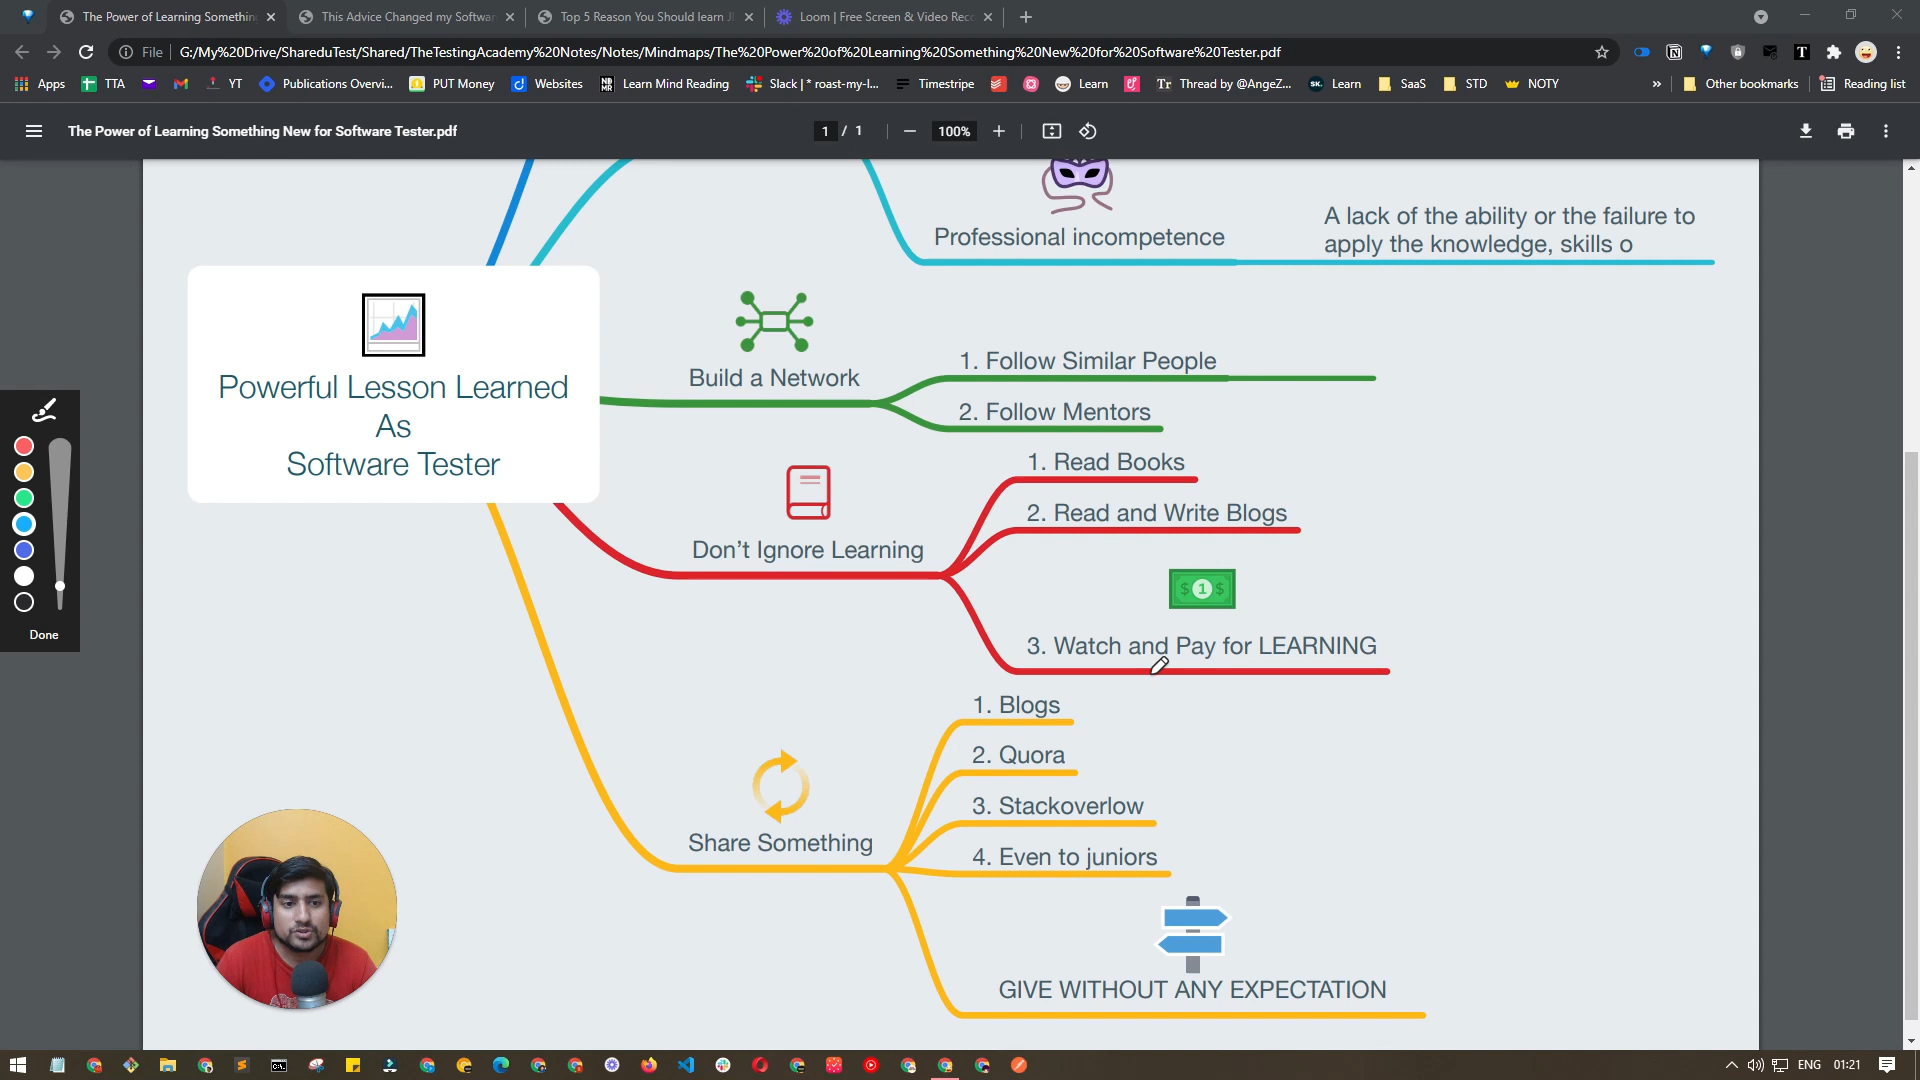 The Power of Learning Somethin
This Advice Changed my Softwar
Top 5 Reason You Should learn J
Loom | Free Screen & Video Rec
File
G:/My%20Drive/ShareduTest/Shared/TheTestingAcademy%20Notes/Notes/Mindmaps/The%20Power%20of%20Learning%20Something%20New%20for%20Software%20Tester.pdf
Apps
TTA
YT
Publications Overvi...
PUT Money
Websites
Learn Mind Reading
Slack | * roast-my-l...
Timestripe
Learn
Thread by @AngeZ...
Learn
SaaS
STD
NOTY
»
Other bookmarks
Reading list
The Power of Learning Something New for Software Tester.pdf
1 / 1
100%
Professional incompetence
A lack of the ability or the failure to
apply the knowledge, skills o
Powerful Lesson Learned
As
Software Tester
Build a Network
1. Follow Similar People
2. Follow Mentors
Don't Ignore Learning
1. Read Books
2. Read and Write Blogs
3. Watch and Pay for LEARNING
Share Something
1. Blogs
2. Quora
3. Stackoverlow
4. Even to juniors
GIVE WITHOUT ANY EXPECTATION
Done
ENG
01:21